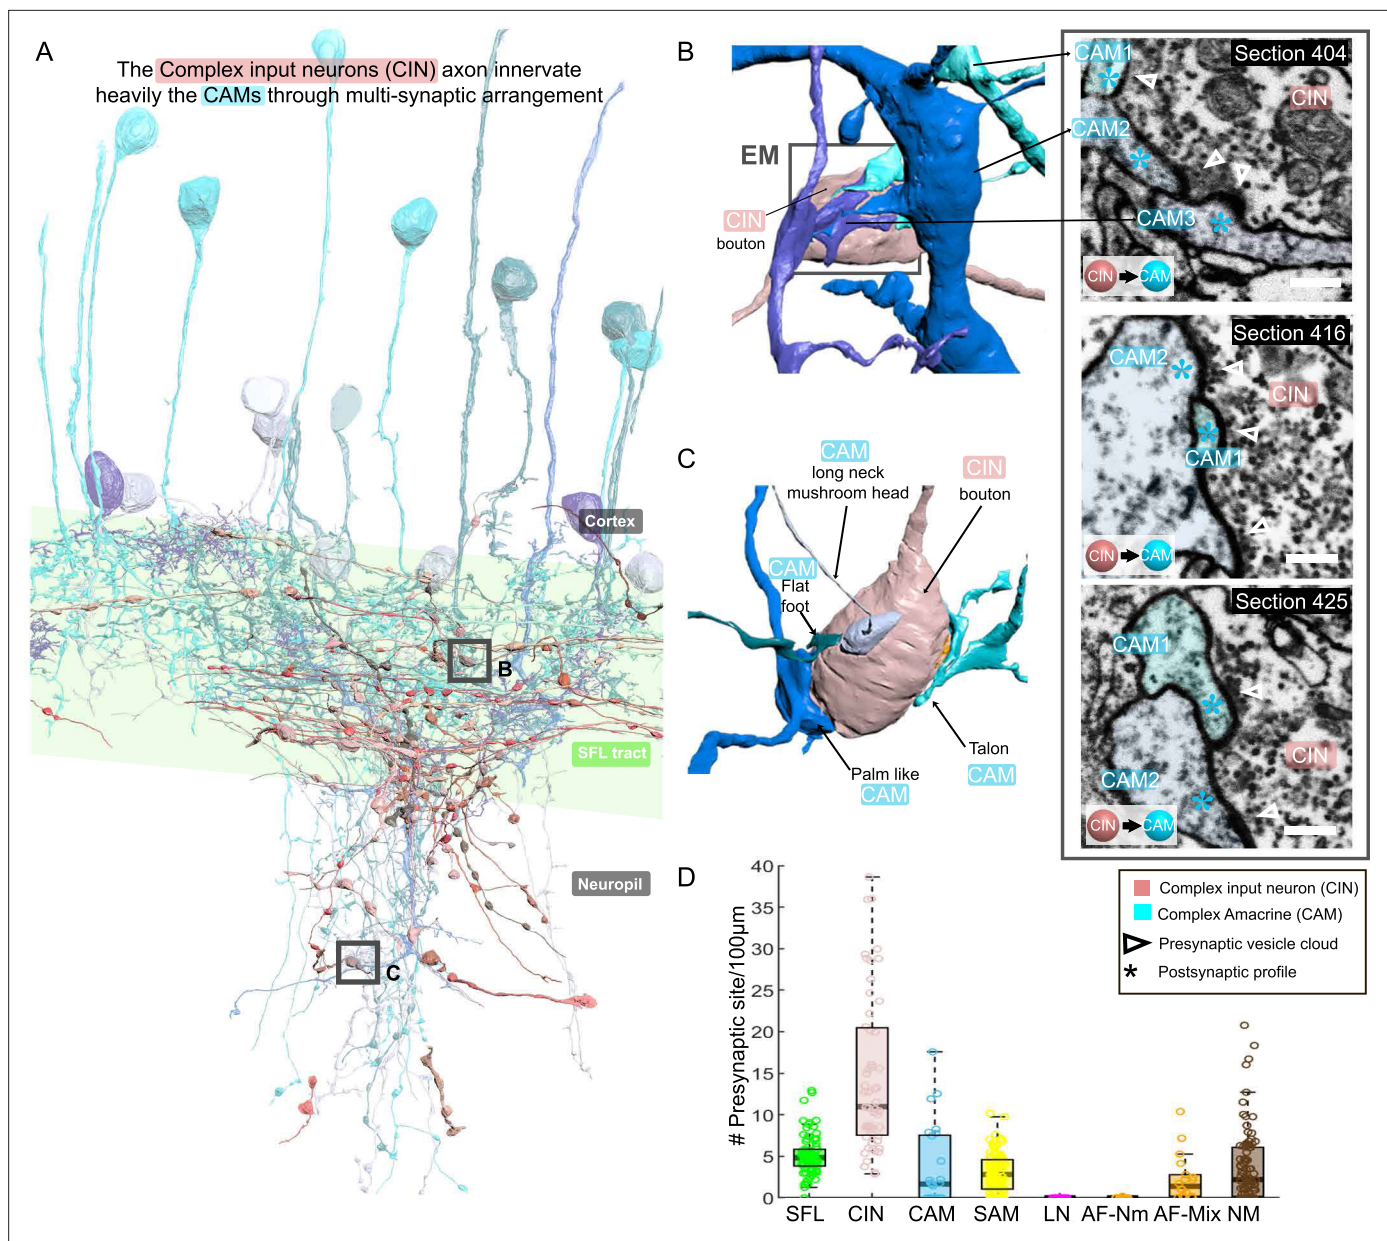 A
The Complex input neurons (CIN) axon innervate
heavily the CAMs through multi-synaptic arrangement
Cortex
B
SFL tract
Neuropil
C
B
EM
CIN
bouton
CAM1
Section 404
CIN
CAM2
CAM3
CIN
CAM
Section 416
CAM2
CIN
CAM1
CIN
CAM
Section 425
CAM1
CIN
CAM2
CIN
CAM
C
CAM
long neck
mushroom head
CIN
bouton
CAM
Flat
foot
Talon
CAM
Palm like
CAM
D
# Presynaptic site/100μm
40
35
30
25
20
15
10
5
0
SFL CIN CAM SAM LN AF-Nm AF-Mix NM
Complex input neuron (CIN)
Complex Amacrine (CAM)
Presynaptic vesicle cloud
* Postsynaptic profile